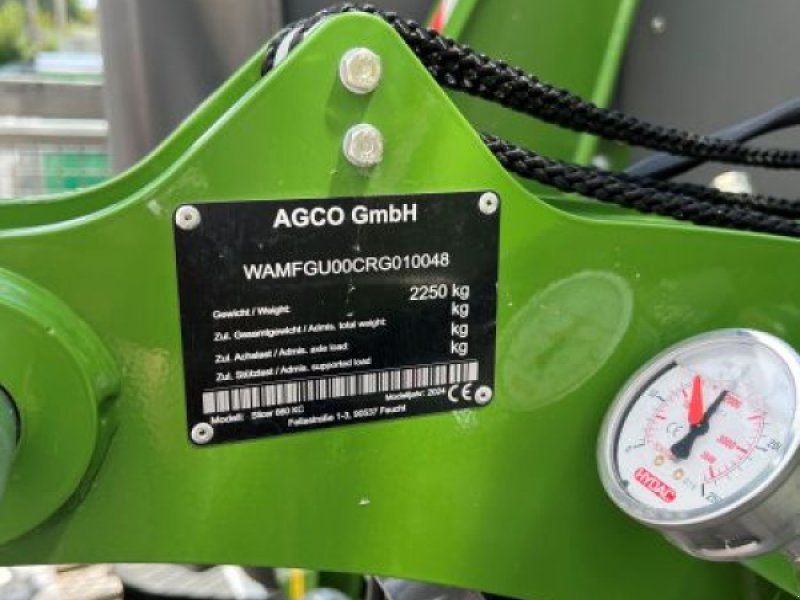 AGCO GmbH
WAMFGU00CRG010048
Gewicht / Weight: 2250 kg
Zul. Gesamtgewicht / Admis. total weight: kg
Zul. Achslast / Admis. axle load: kg
Zul. Stützlast / Admis. supported load kg
Modell: Slicer 860 KC Modelljahr: 2024 CE
Fellastraße 1-3, 90537 Feucht
HYDAC